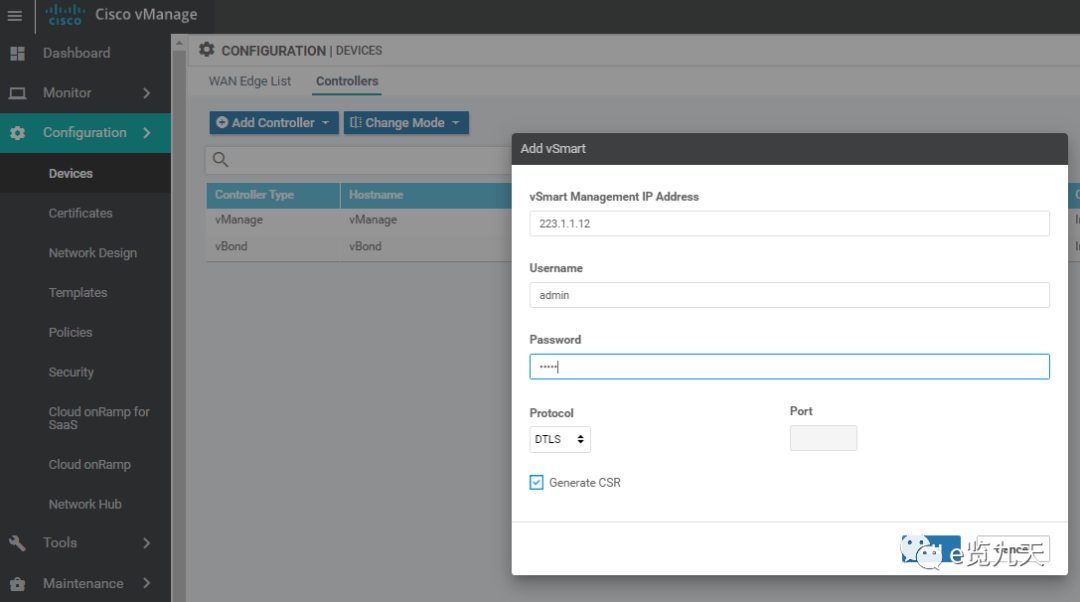 cisco Cisco vManage
Dashboard
Monitor
Configuration
Devices
Certificates
Network Design
Templates
Policies
Security
Cloud onRamp for
SaaS
Cloud onRamp
Network Hub
Tools
Maintenance
CONFIGURATION | DEVICES
WAN Edge List Controllers
Add Controller Change Mode
Controller Type Hostname
vManage vManage
vBond vBond
Add vSmart
vSmart Management IP Address
223.1.1.12
Username
admin
Password
•••••
Protocol Port
DTLS
Generate CSR
e览九天